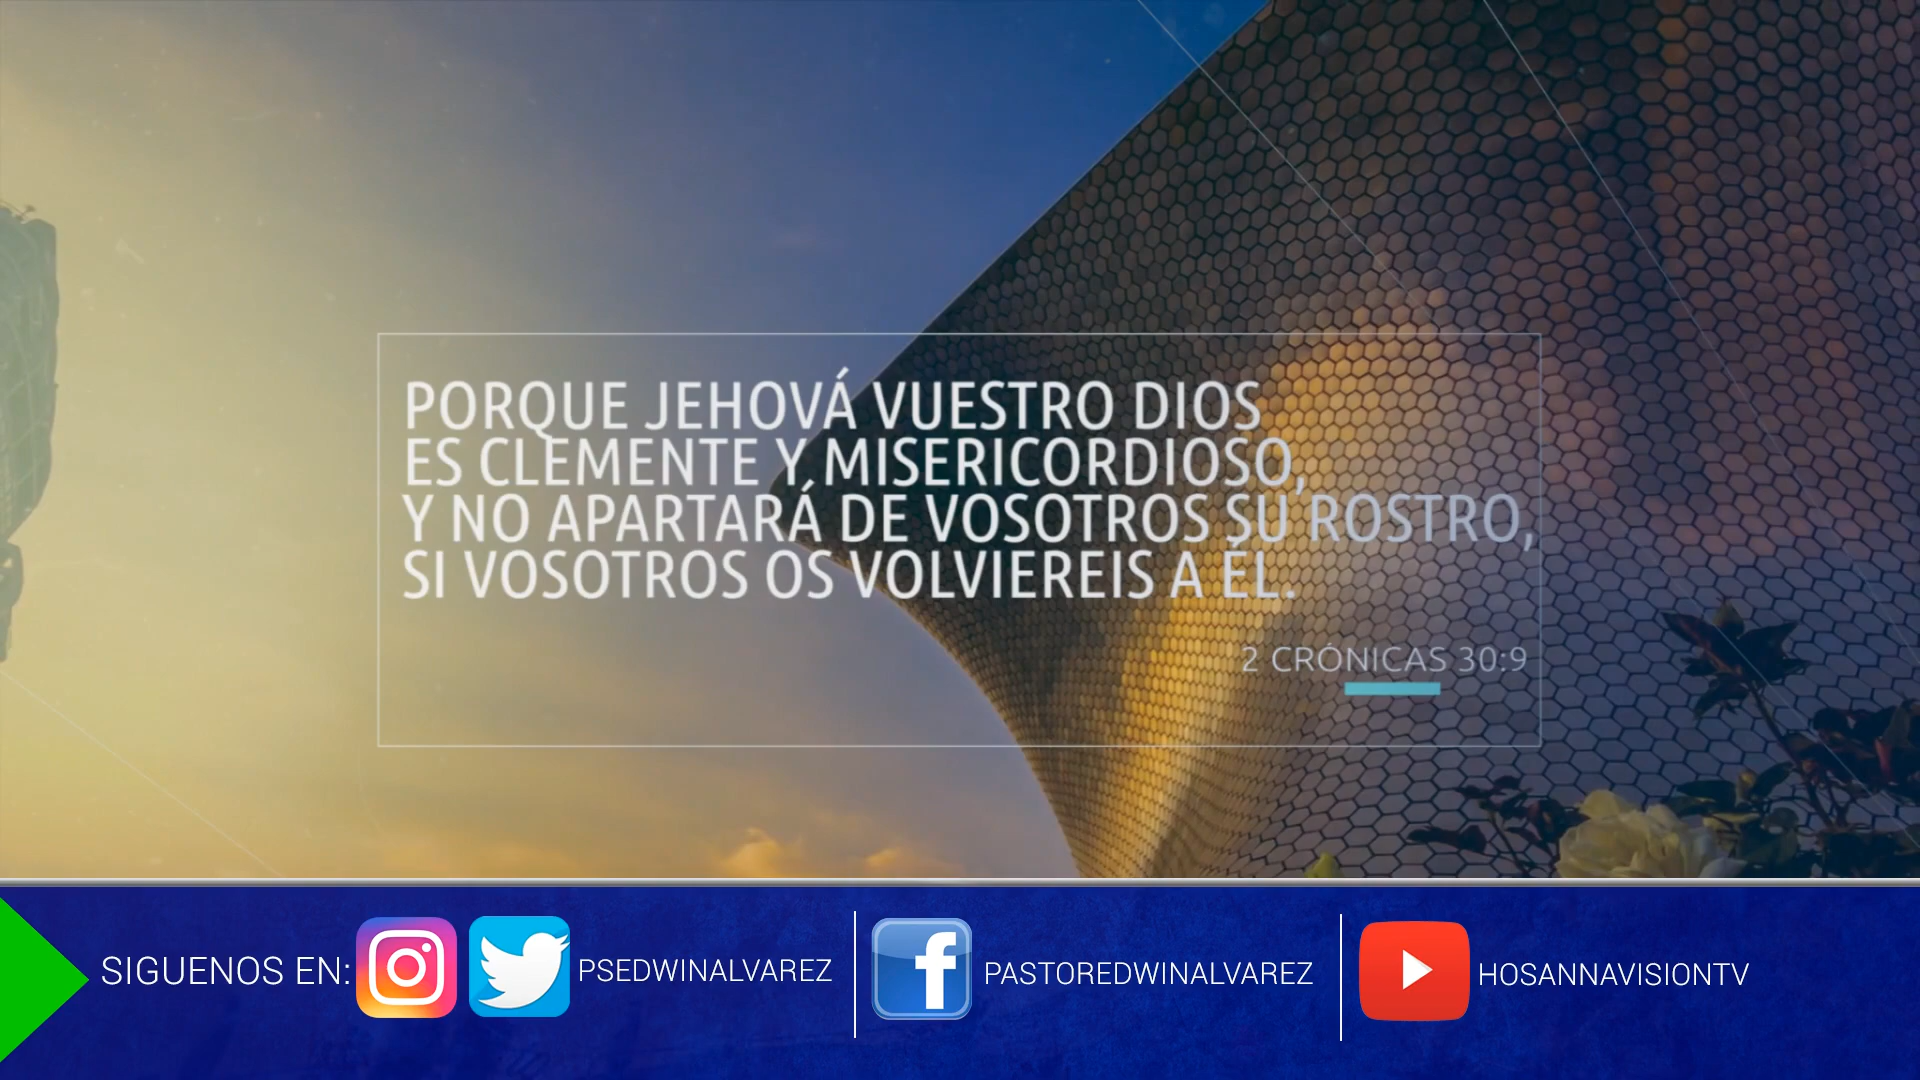 PORQUE JEHOVÁ VUESTRO DIOS
ES CLEMENTE Y MISERICORDIOSO,
Y NO APARTARÁ DE VOSOTROS SU ROSTRO,
SI VOSOTROS OS VOLVIEREIS A ÉL.
2 CRÓNICAS 30:9
SIGUENOS EN: PSEDWINALVAREZ PASTOREDWINALVAREZ HOSANNAVISIONTV